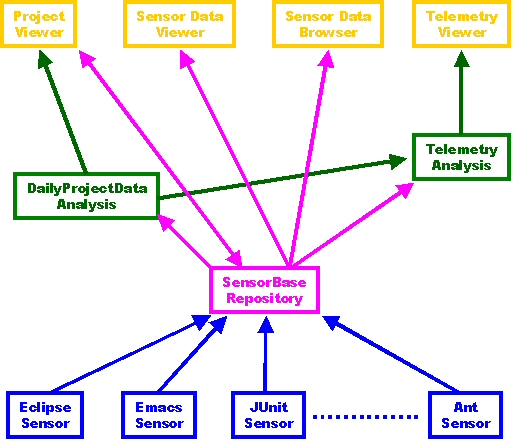 Project
Viewer
Sensor Data
Viewer
Sensor Data
Browser
Telemetry
Viewer
Telemetry
Analysis
DailyProjectData
Analysis
SensorBase
Repository
Eclipse
Sensor
Emacs
Sensor
JUnit
Sensor
Ant
Sensor